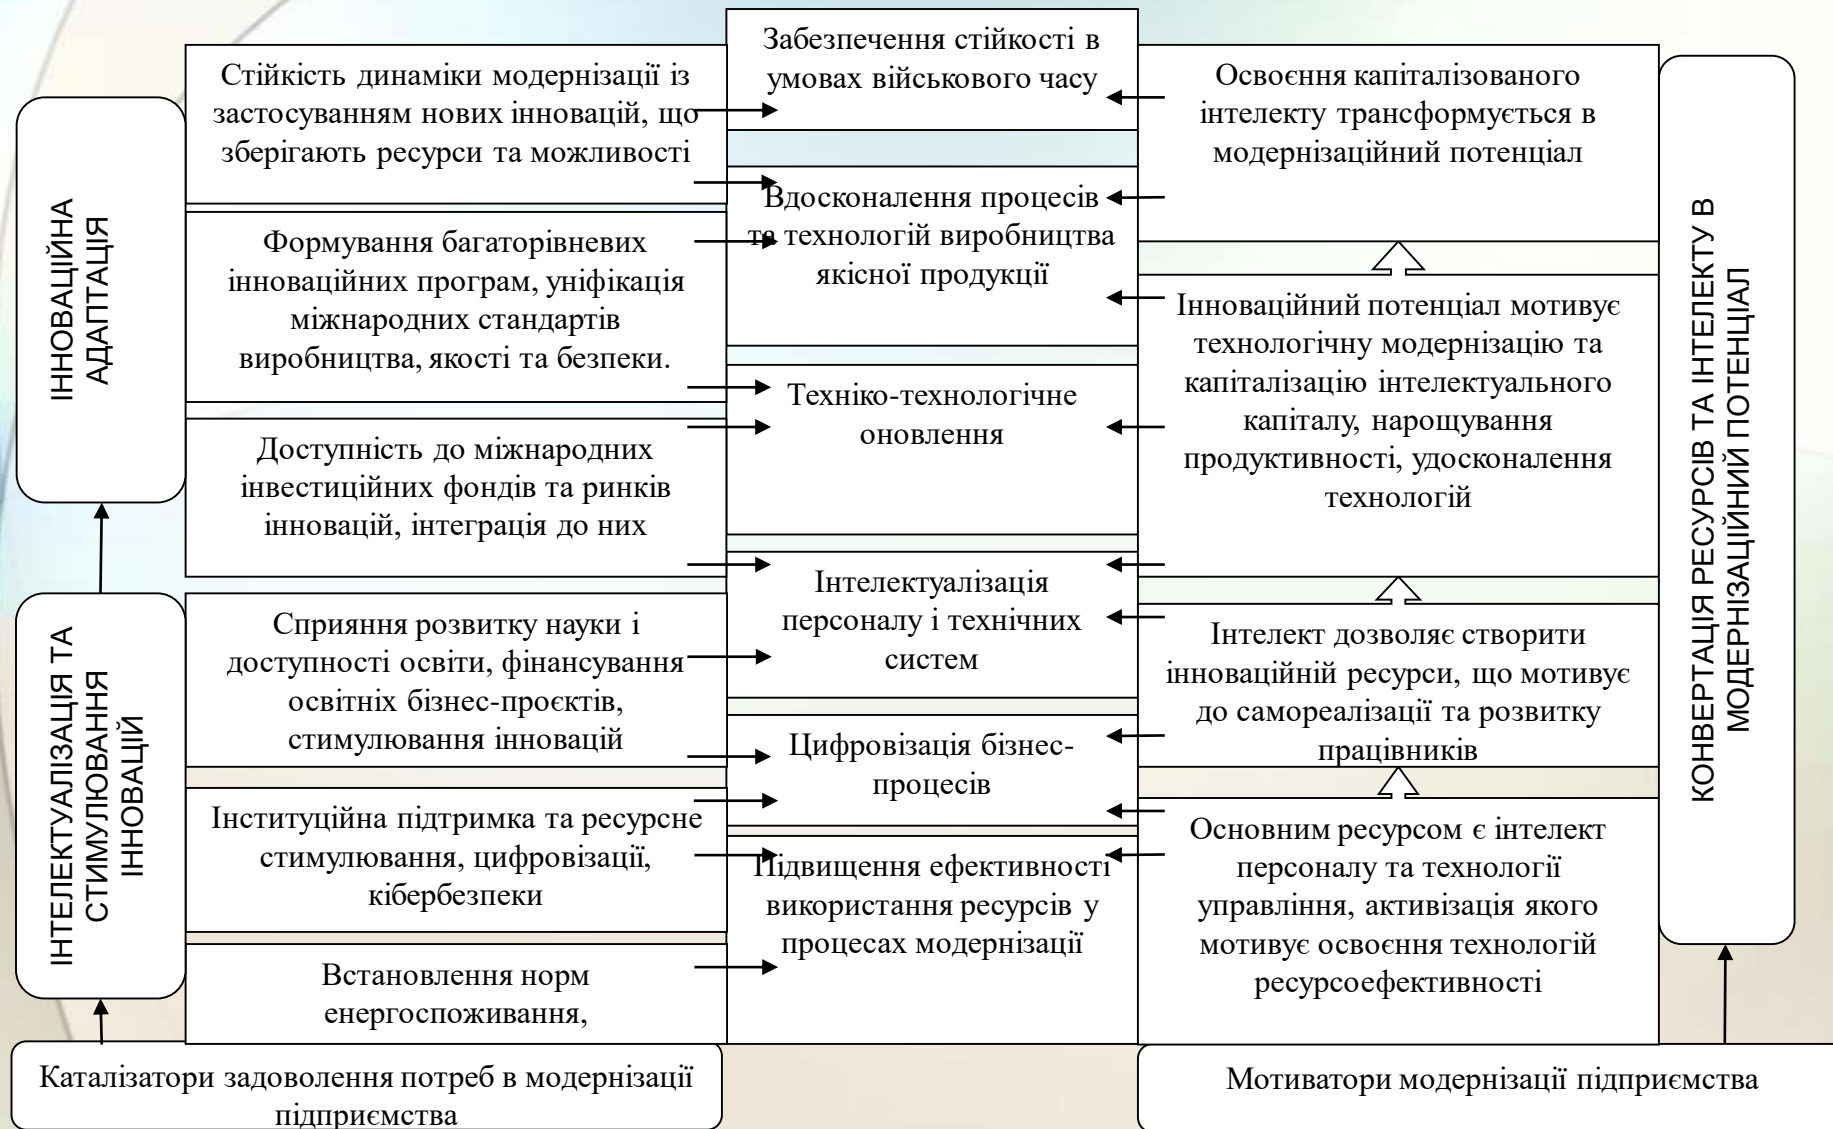 ІННОВАЦІЙНА
АДАПТАЦІЯ
ІНТЕЛЕКТУАЛІЗАЦІЯ ТА
СТИМУЛЮВАННЯ
ІННОВАЦІЙ
Стійкість динаміки модернізації із
застосуванням нових інновацій, що
зберігають ресурси та можливості
Формування багаторівневих
інноваційних програм, уніфікація
міжнародних стандартів
виробництва, якості та безпеки.
Доступність до міжнародних
інвестиційних фондів та ринків
інновацій, інтеграція до них
Сприяння розвитку науки і
доступності освіти, фінансування
освітніх бізнес-проєктів,
стимулювання інновацій
Інституційна підтримка та ресурсне
стимулювання, цифровізації,
кібербезпеки
Встановлення норм
енергоспоживання,
Каталізатори задоволення потреб в модернізації
підприємства
Забезпечення стійкості в
умовах військового часу
Вдосконалення процесів
та технологій виробництва
якісної продукції
Техніко-технологічне
оновлення
Інтелектуалізація
персоналу і технічних
систем
Цифровізація бізнес-
процесів
Підвищення ефективності
використання ресурсів у
процесах модернізації
Освоєння капіталізованого
інтелекту трансформується в
модернізаційний потенціал
Інноваційний потенціал мотивує
технологічну модернізацію та
капіталізацію інтелектуального
капіталу, нарощування
продуктивності, удосконалення
технологій
Інтелект дозволяє створити
інноваційній ресурси, що мотивує
до самореалізації та розвитку
працівників
Основним ресурсом є інтелект
персоналу та технології
управління, активізація якого
мотивує освоєння технологій
ресурсоефективності
Мотиватори модернізації підприємства
КОНВЕРТАЦІЯ РЕСУРСІВ ТА ІНТЕЛЕКТУ В
МОДЕРНІЗАЦІЙНИЙ ПОТЕНЦІАЛ